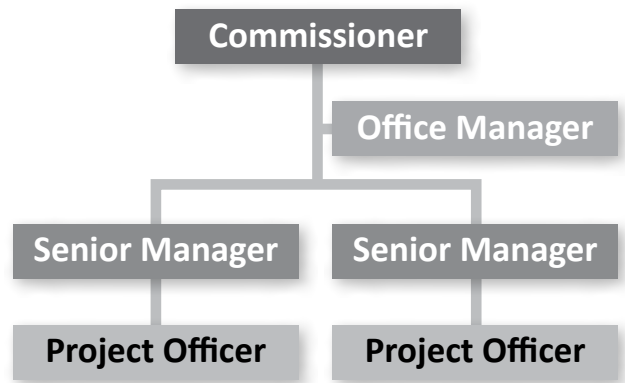 Commissioner
Office Manager
Senior Manager
Senior Manager
Project Officer
Project Officer